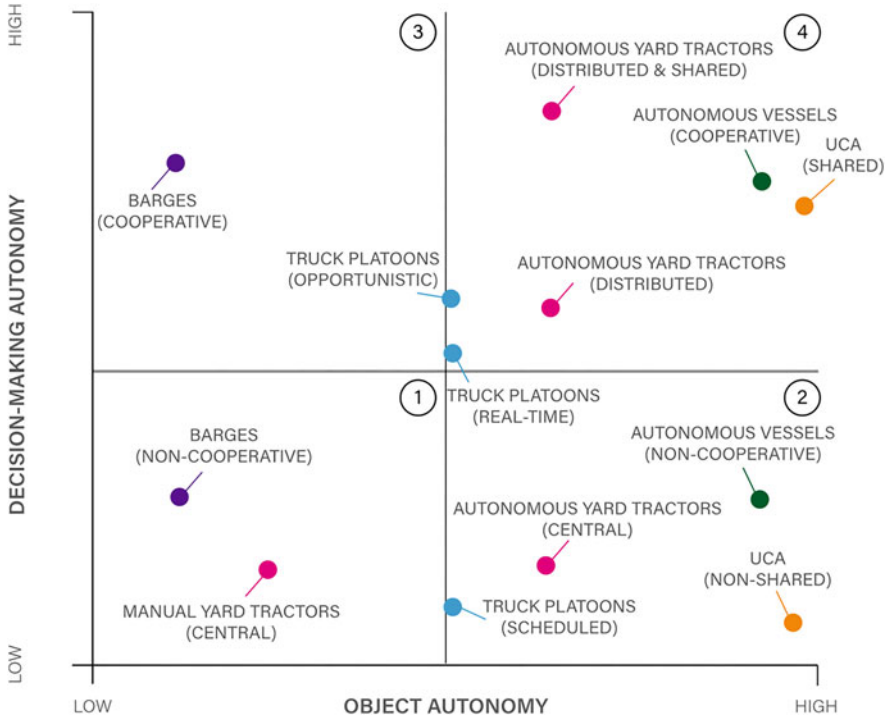 HIGH
3
4
AUTONOMOUS YARD TRACTORS
(DISTRIBUTED & SHARED)
AUTONOMOUS VESSELS
(COOPERATIVE)
UCA
(SHARED)
BARGES
(COOPERATIVE)
TRUCK PLATOONS
(OPPORTUNISTIC)
AUTONOMOUS YARD TRACTORS
(DISTRIBUTED)
DECISION-MAKING AUTONOMY
1
2
TRUCK PLATOONS
(REAL-TIME)
BARGES
(NON-COOPERATIVE)
AUTONOMOUS VESSELS
(NON-COOPERATIVE)
AUTONOMOUS YARD TRACTORS
(CENTRAL)
UCA
(NON-SHARED)
MANUAL YARD TRACTORS
(CENTRAL)
TRUCK PLATOONS
(SCHEDULED)
LOW
LOW
OBJECT AUTONOMY
HIGH